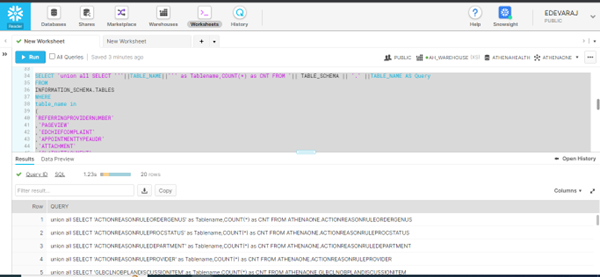 Databases
Shares
Marketplace
Warehouses
Worksheets
History
Help
Snowsight
EDEVARAJ
PUBLIC
Reader
New Worksheet
New Worksheet
+
Run
All Queries
Saved 3 minutes ago
PUBLIC
AH_WAREHOUSE (XS)
ATHENAHEALTH
ATHENAONE
...
SELECT 'union all SELECT '''||TABLE_NAME||''' as Tablename,COUNT(*) as CNT FROM '|| TABLE_SCHEMA || '.' ||TABLE_NAME AS Query
35 FROM
36 INFORMATION_SCHEMA.TABLES
37 WHERE
38 table_name in
39 (
40 'REFERRINGPROVIDERNUMBER'
41 ,'PAGEVIEW'
42 ,'EDCHIEFCOMPLAINT'
43 ,'APPOINTMENTTYPEAUDR'
44 ,'ATTACHMENT'
Results
Data Preview
Open History
Query ID
SQL
1.23s
20 rows
Filter result...
Copy
Columns
Row
QUERY
1 union all SELECT 'ACTIONREASONRULEORDERGENUS' as Tablename,COUNT(*) as CNT FROM ATHENAONE.ACTIONREASONRULEORDERGENUS
2 union all SELECT 'ACTIONREASONRULEPROCSTATUS' as Tablename,COUNT(*) as CNT FROM ATHENAONE.ACTIONREASONRULEPROCSTATUS
3 union all SELECT 'ACTIONREASONRULEDEPARTMENT' as Tablename,COUNT(*) as CNT FROM ATHENAONE.ACTIONREASONRULEDEPARTMENT
4 union all SELECT 'ACTIONREASONRULEPROVIDER' as Tablename,COUNT(*) as CNT FROM ATHENAONE.ACTIONREASONRULEPROVIDER
5 union all SELECT 'GLBCLNOBPLANDISCUSSIONITEM' as Tablename,COUNT(*) as CNT FROM ATHENAONE.GLBCLNOBPLANDISCUSSIONITEM